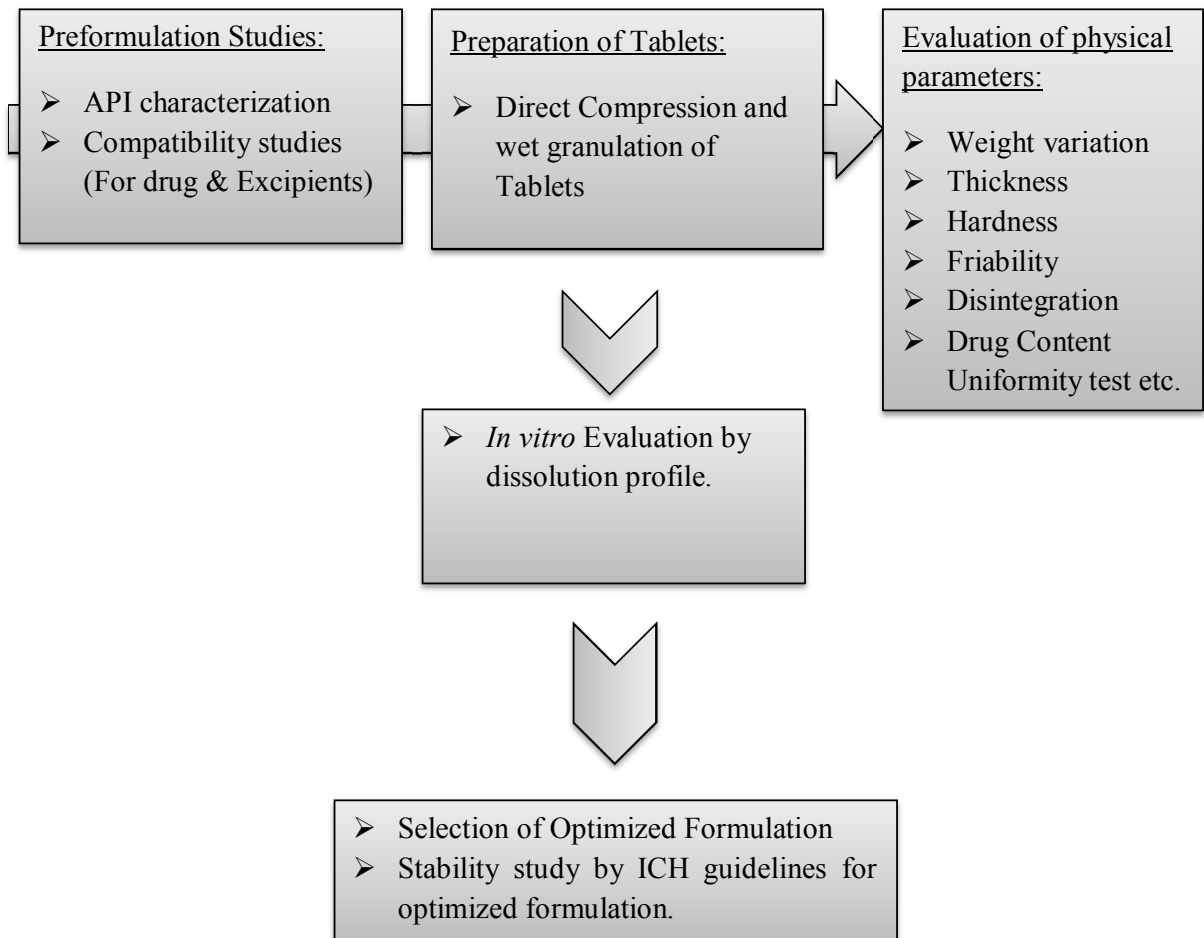 Preformulation Studies:
➢ API characterization
➢ Compatibility studies
(For drug & Excipients)
Preparation of Tablets:
➢ Direct Compression and
wet granulation of
Tablets
Evaluation of physical
parameters:
➢ Weight variation
➢ Thickness
➢ Hardness
➢ Friability
➢ Disintegration
➢ Drug Content
Uniformity test etc.
➢ In vitro Evaluation by
dissolution profile.
➢ Selection of Optimized Formulation
➢ Stability study by ICH guidelines for
optimized formulation.